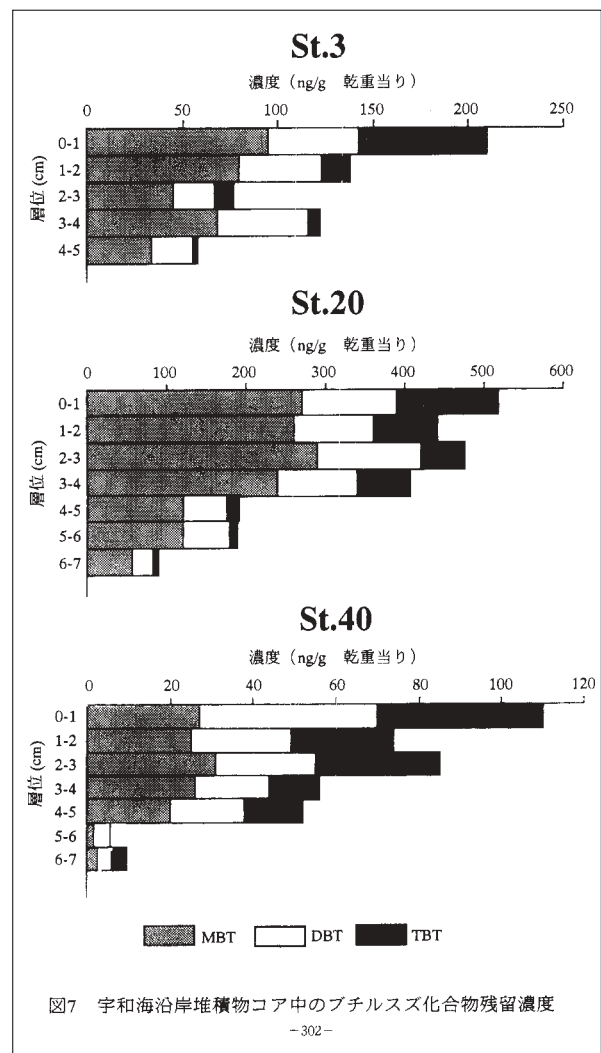 St.3
濃度（ng/g 乾重当り）
0 50 100 150 200 250
層位 (cm)
0-1
1-2
2-3
3-4
4-5
St.20
濃度（ng/g 乾重当り）
0 100 200 300 400 500 600
層位 (cm)
0-1
1-2
2-3
3-4
4-5
5-6
6-7
St.40
濃度（ng/g 乾重当り）
0 20 40 60 80 100 120
層位 (cm)
0-1
1-2
2-3
3-4
4-5
5-6
6-7
MBT DBT TBT
図7 宇和海沿岸堆積物コア中のブチルスズ化合物残留濃度
−302−